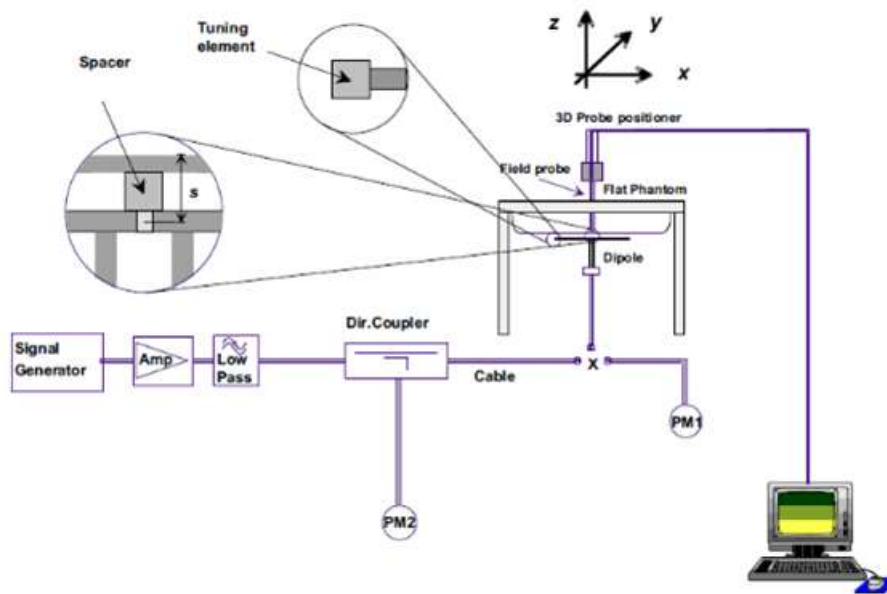 Tuning
element
Spacer
s
z
y
x
3D Probe positioner
Field probe
Flat Phantom
Dipole
Signal
Generator
Amp
Low
Pass
Dir.Coupler
Cable
X
PM1
PM2